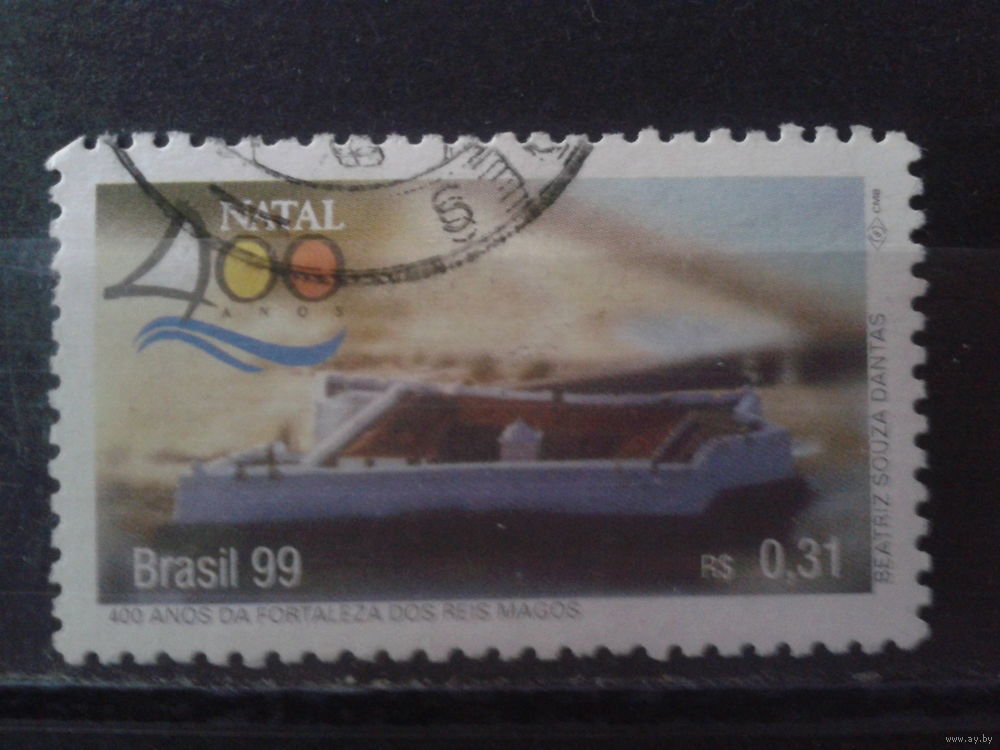 NATAL
400
ANOS
Brasil 99
R$ 0,31
400 ANOS DA FORTALEZA DOS REIS MAGOS
BEATRIZ SOUZA DANTAS
CMB
www.ay.by